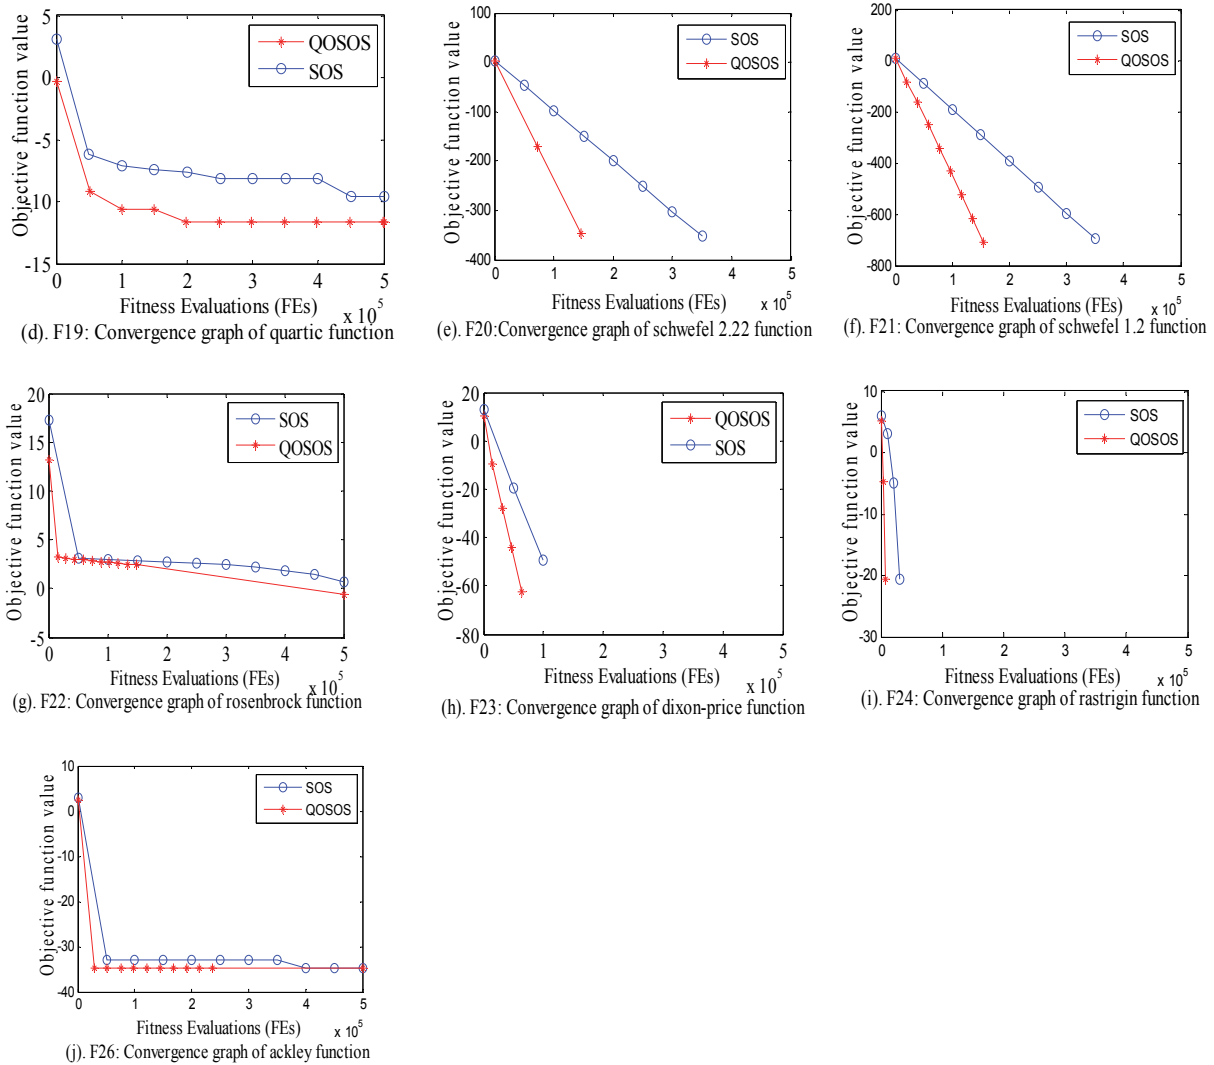 5
0
-5
-10
-15
0 1 2 3 4 5
x 10^5
Objective function value
Fitness Evaluations (FEs)
QOSOS
SOS
(d). F19: Convergence graph of quartic function
100
0
-100
-200
-300
-400
0 1 2 3 4 5
x 10^5
Objective function value
Fitness Evaluations (FEs)
SOS
QOSOS
(e). F20:Convergence graph of schwefel 2.22 function
200
0
-200
-400
-600
-800
0 1 2 3 4 5
x 10^5
Objective function value
Fitness Evaluations (FEs)
SOS
QOSOS
(f). F21: Convergence graph of schwefel 1.2 function
20
15
10
5
0
-5
0 1 2 3 4 5
x 10^5
Objective function value
Fitness Evaluations (FEs)
SOS
QOSOS
(g). F22: Convergence graph of rosenbrock function
20
0
-20
-40
-60
-80
0 1 2 3 4 5
x 10^5
Objective function value
Fitness Evaluations (FEs)
QOSOS
SOS
(h). F23: Convergence graph of dixon-price function
10
0
-10
-20
-30
0 1 2 3 4 5
x 10^5
Objective function value
Fitness Evaluations (FEs)
SOS
QOSOS
(i). F24: Convergence graph of rastrigin function
10
0
-10
-20
-30
-40
0 1 2 3 4 5
x 10^5
Objective function value
Fitness Evaluations (FEs)
SOS
QOSOS
(j). F26: Convergence graph of ackley function